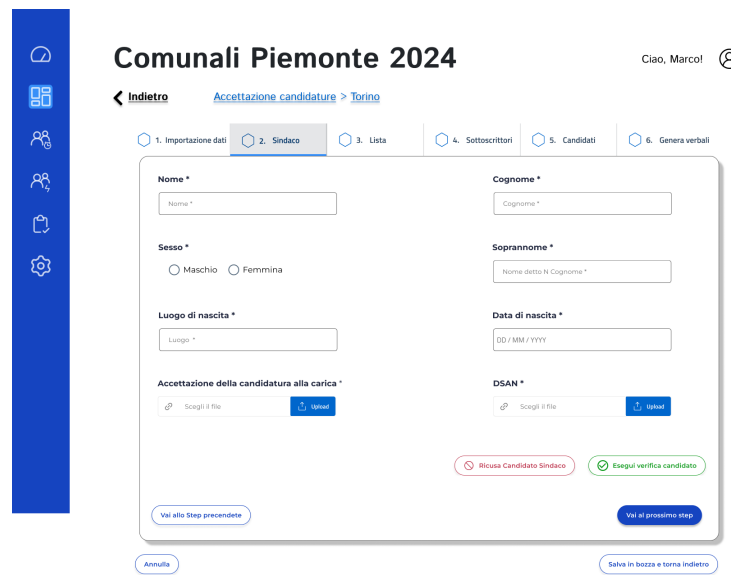 Comunali Piemonte 2024
Ciao, Marco!
Indietro
Accettazione candidature > Torino
1. Importazione dati
2. Sindaco
3. Lista
4. Sottoscrittori
5. Candidati
6. Genera verbali
Nome * Cognome *
Nome * Cognome *
Sesso * Soprannome *
Maschio Femmina Nome detto N Cognome *
Luogo di nascita * Data di nascita *
Luogo * DD / MM / YYYY
Accettazione della candidatura alla carica * DSAN *
Scegli il file Upload Scegli il file Upload
Ricusa Candidato Sindaco Esegui verifica candidato
Vai allo Step precendete Vai al prossimo step
Annulla Salva in bozza e torna indietro